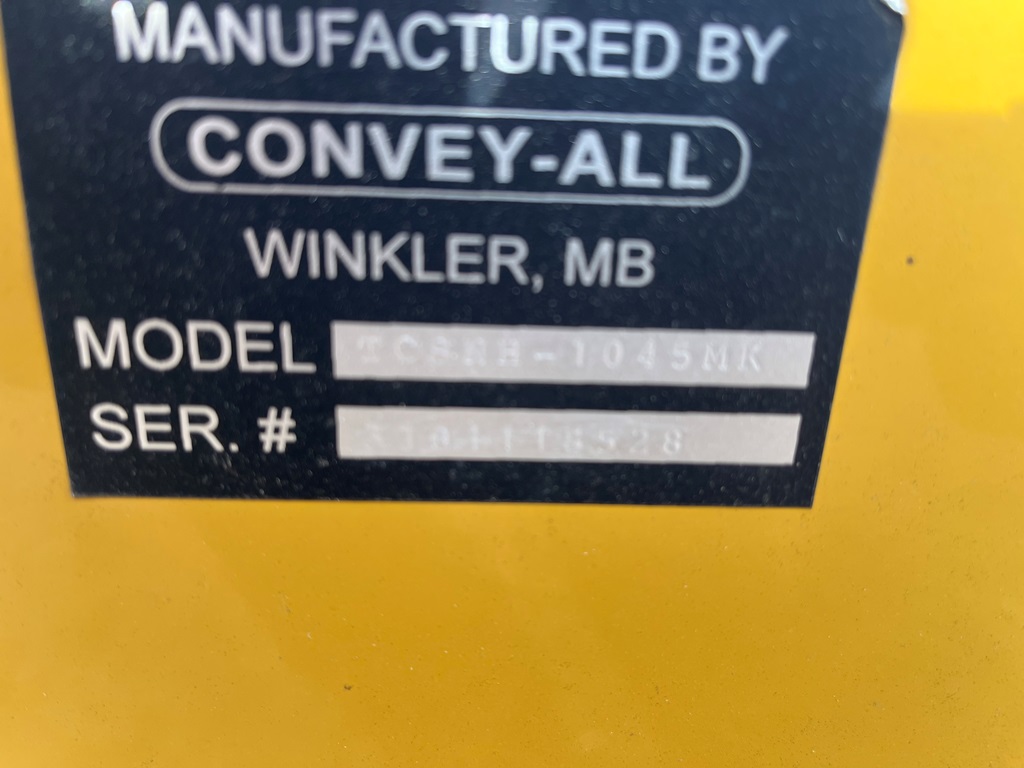 MANUFACTURED BY
CONVEY-ALL
WINKLER, MB
MODEL
SER. #